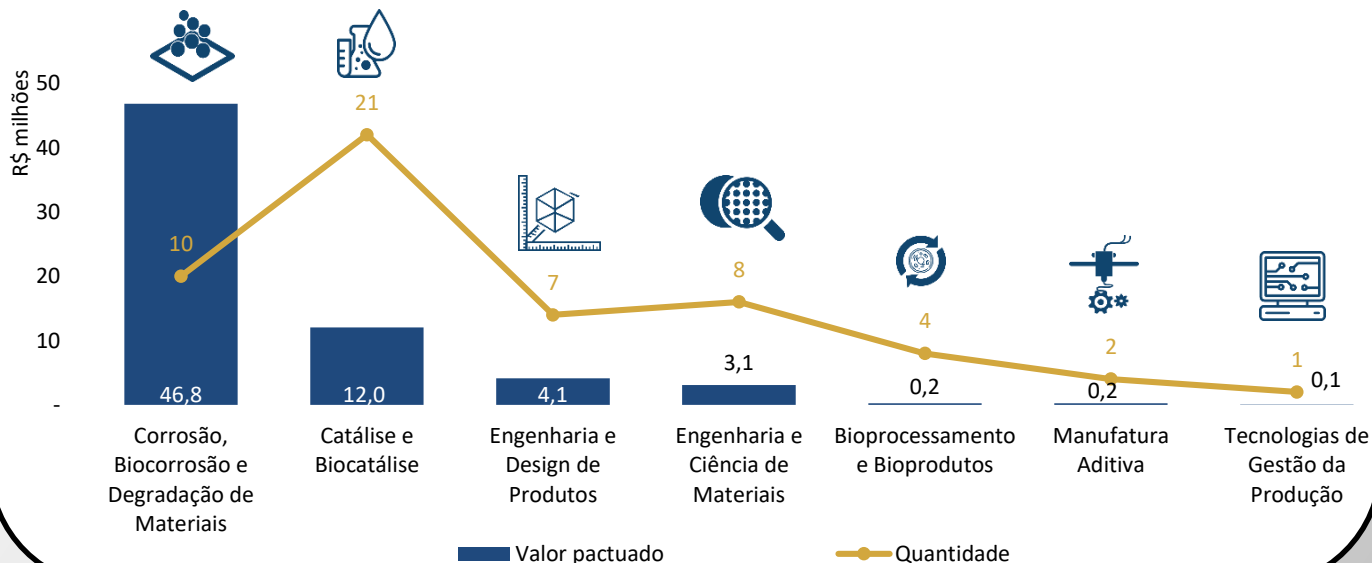 R$ milhões
50
40
30
20
10
-
10
21
7
8
4
2
1
46,8
12,0
4,1
3,1
0,2
0,2
0,1
Corrosão,
Biocorrosão e
Degradação de
Materiais
Catálise e
Biocatálise
Engenharia e
Design de
Produtos
Engenharia e
Ciência de
Materiais
Bioprocessamento
e Bioprodutos
Manufatura
Aditiva
Tecnologias de
Gestão da
Produção
Valor pactuado
Quantidade